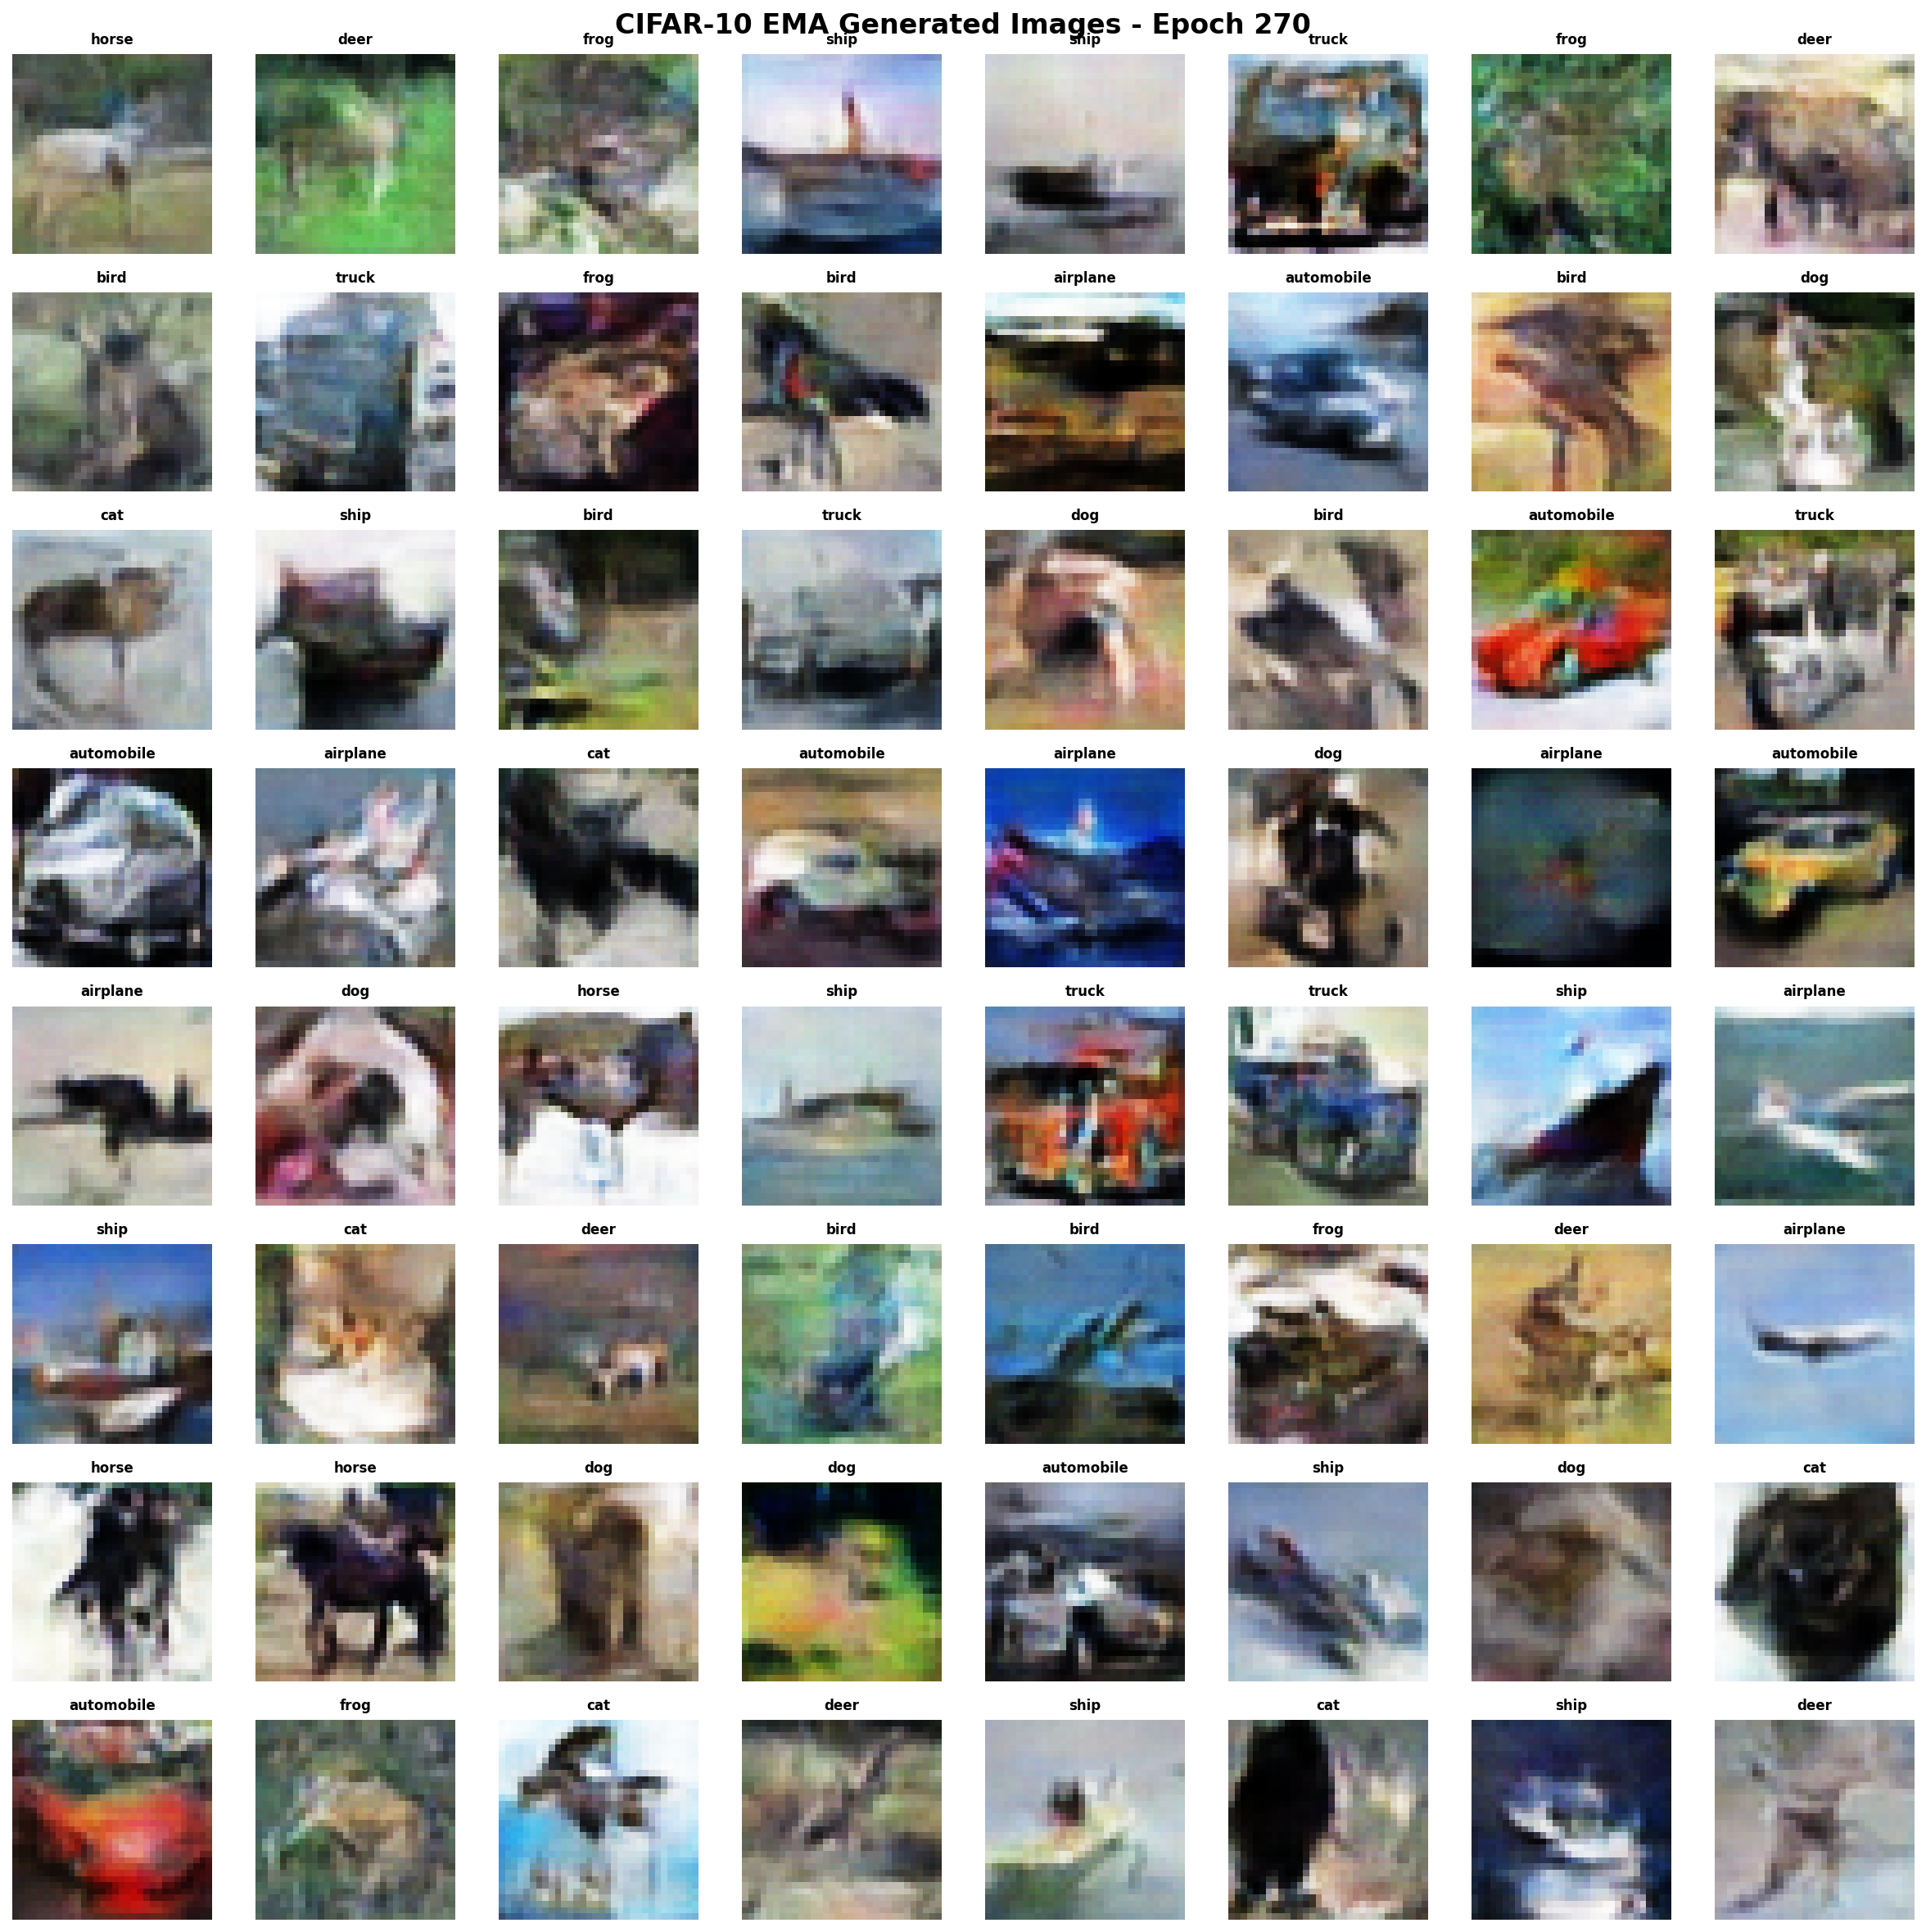 CIFAR-10 EMA Generated Images - Epoch 270
horse deer frog ship ship truck frog deer
bird truck frog bird airplane automobile bird dog
cat ship bird truck dog bird automobile truck
automobile airplane cat automobile airplane dog airplane automobile
airplane dog horse ship truck truck ship airplane
ship cat deer bird bird frog deer airplane
horse horse dog dog automobile ship dog cat
automobile frog cat deer ship cat ship deer